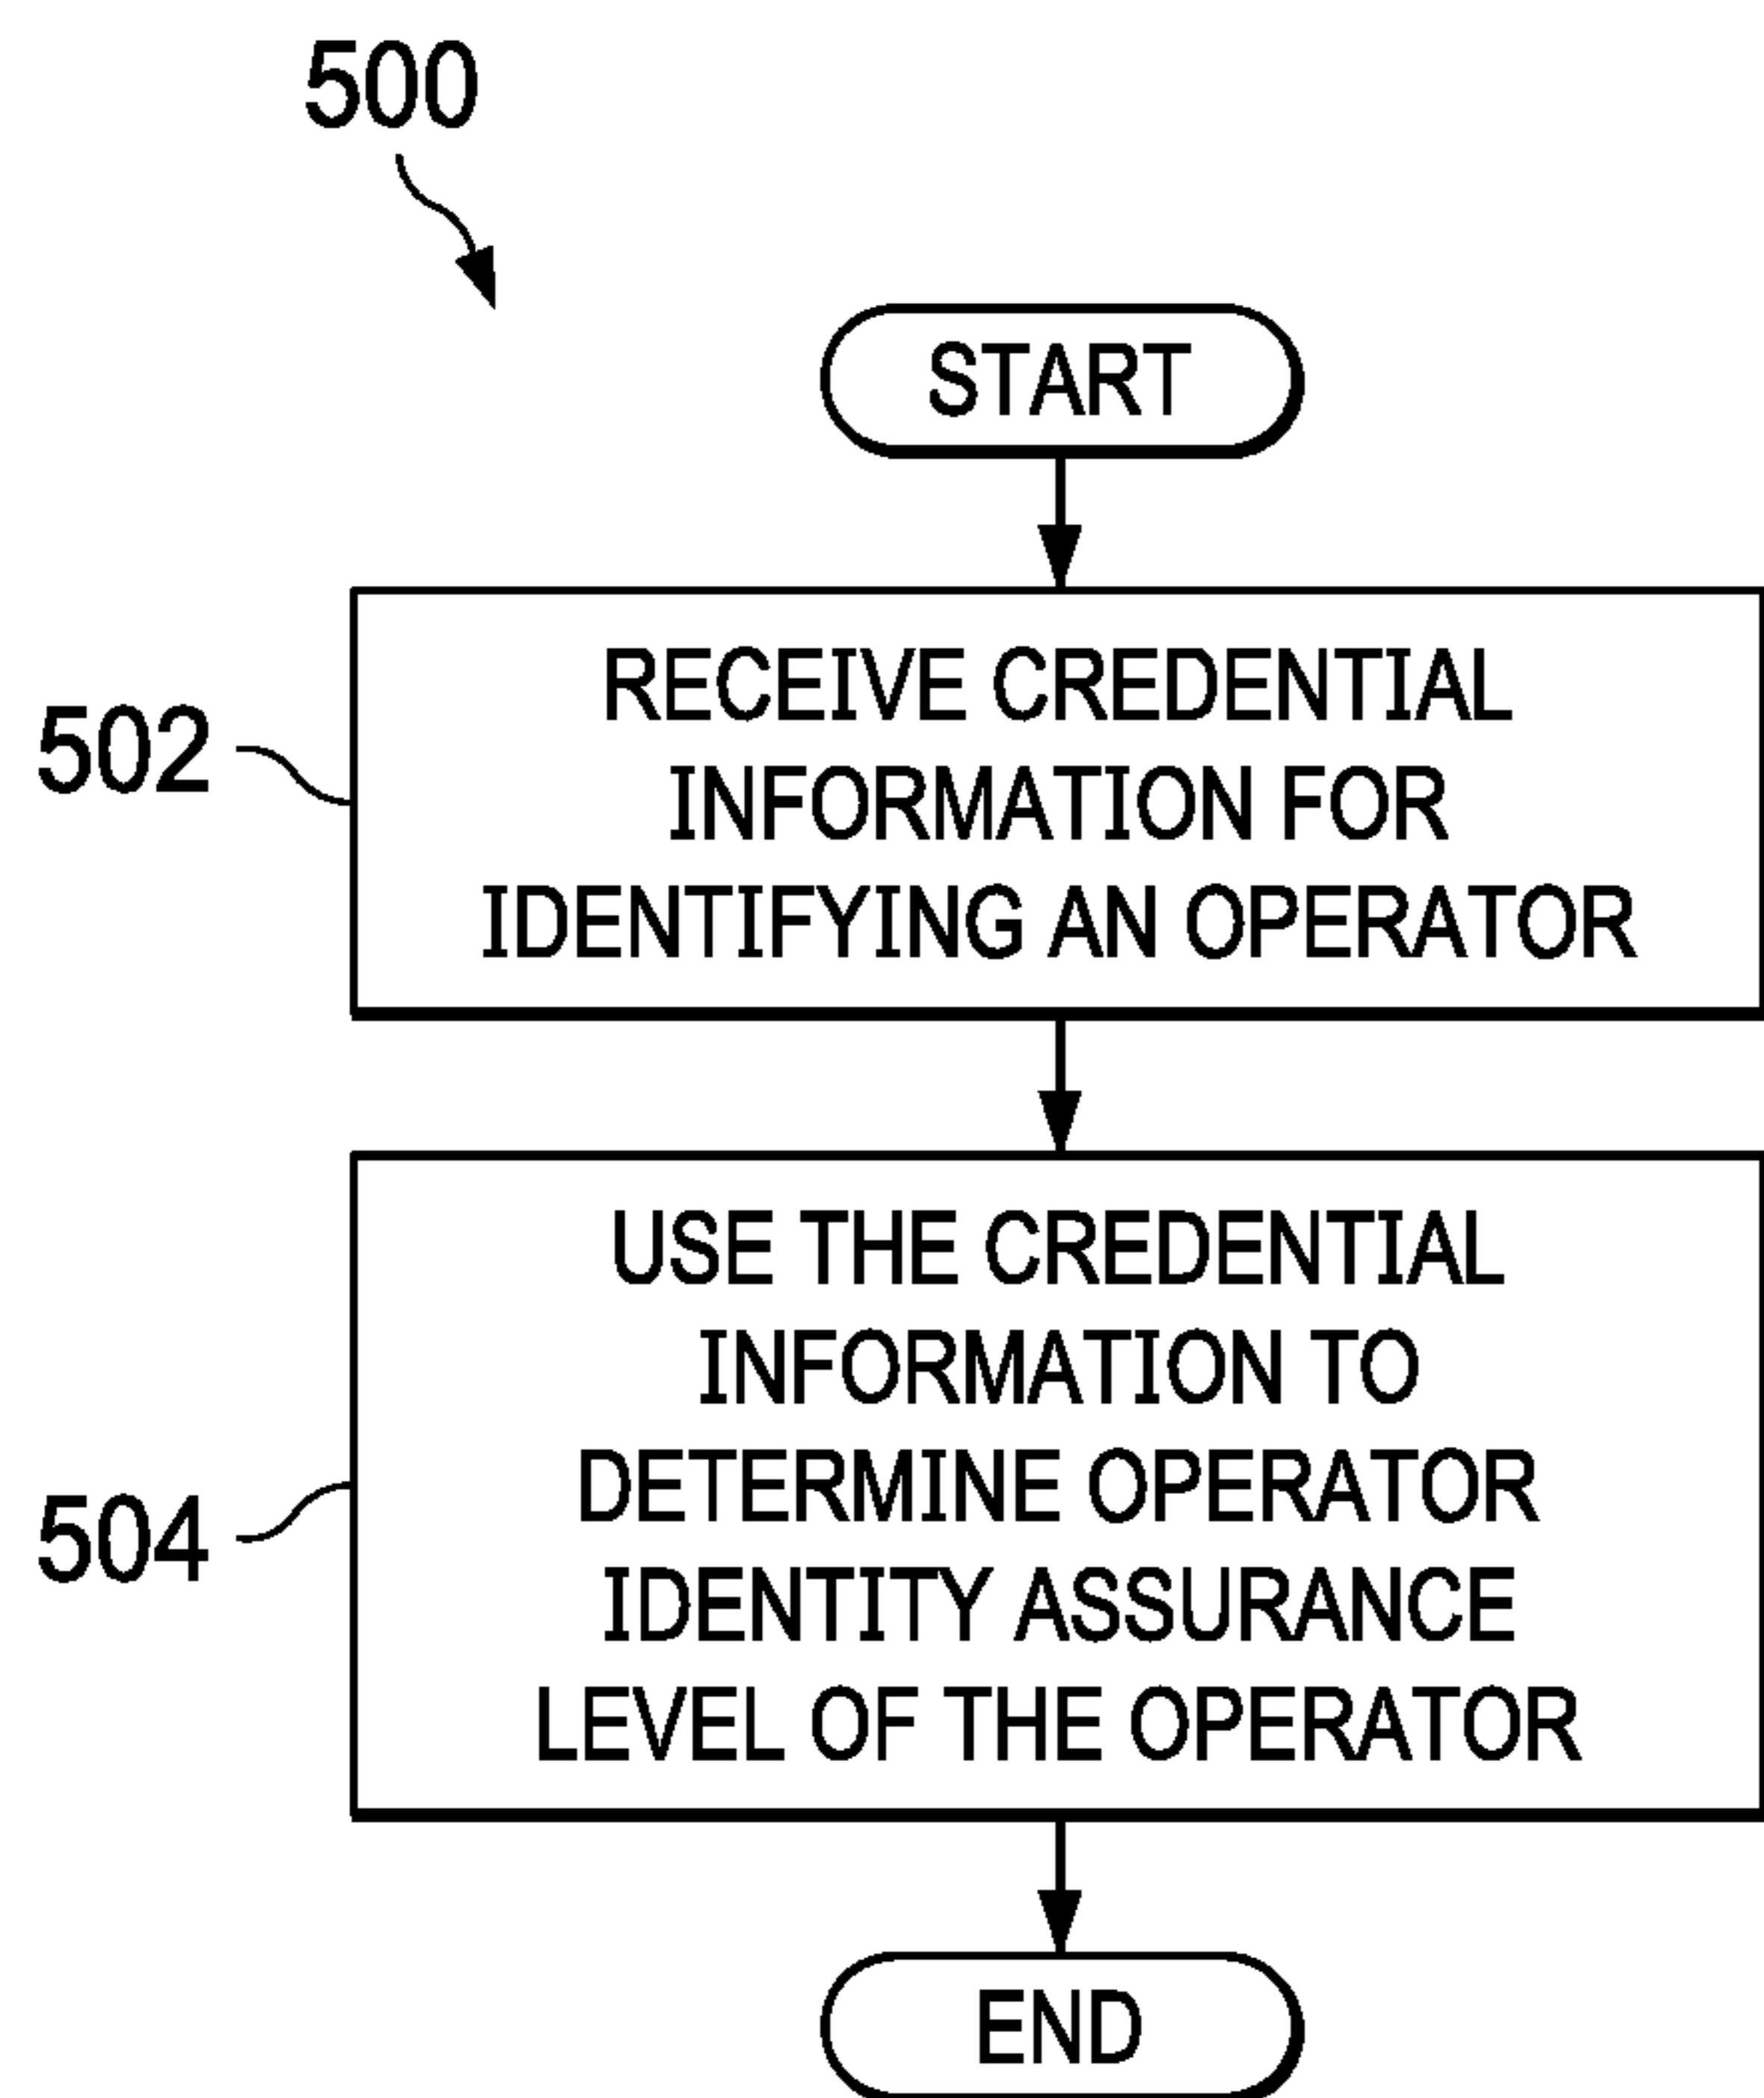 500
START
502
RECEIVE CREDENTIAL
INFORMATION FOR
IDENTIFYING AN OPERATOR
504
USE THE CREDENTIAL
INFORMATION TO
DETERMINE OPERATOR
IDENTITY ASSURANCE
LEVEL OF THE OPERATOR
END